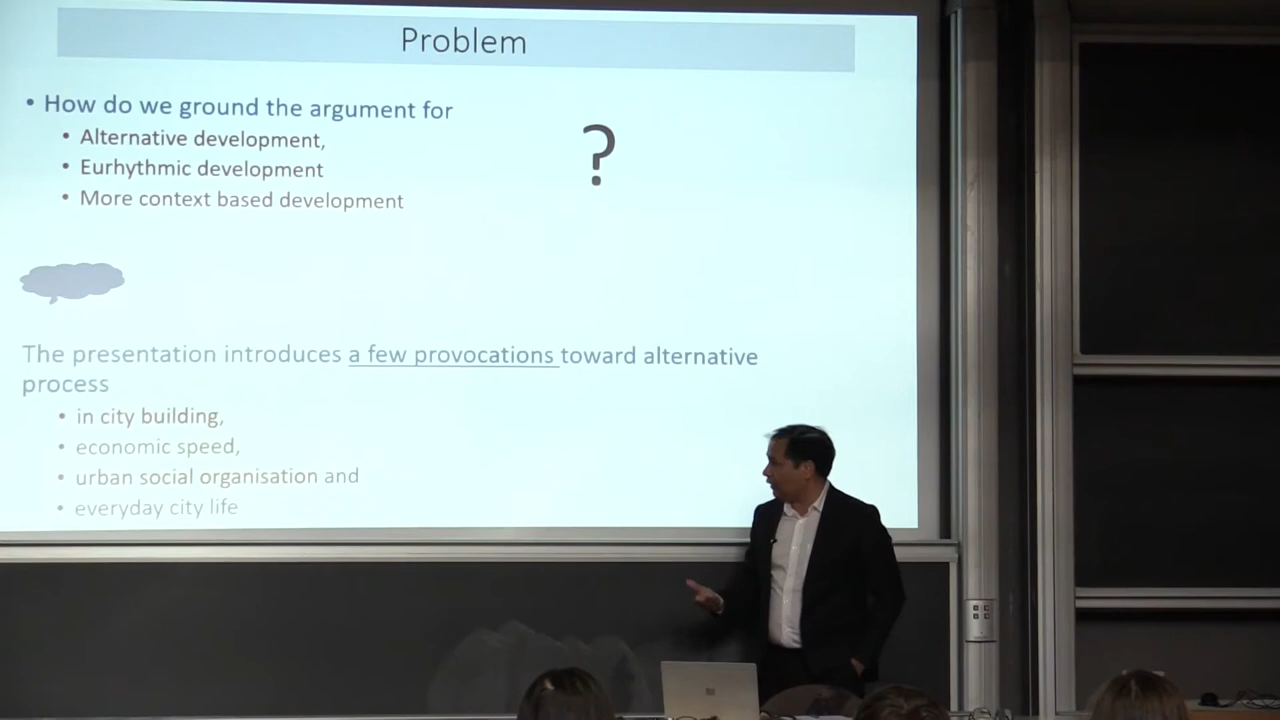 Problem
• How do we ground the argument for
• Alternative development,
• Eurhythmic development
• More context based development
?
The presentation introduces a few provocations toward alternative
process
• in city building,
• economic speed,
• urban social organisation and
• everyday city life